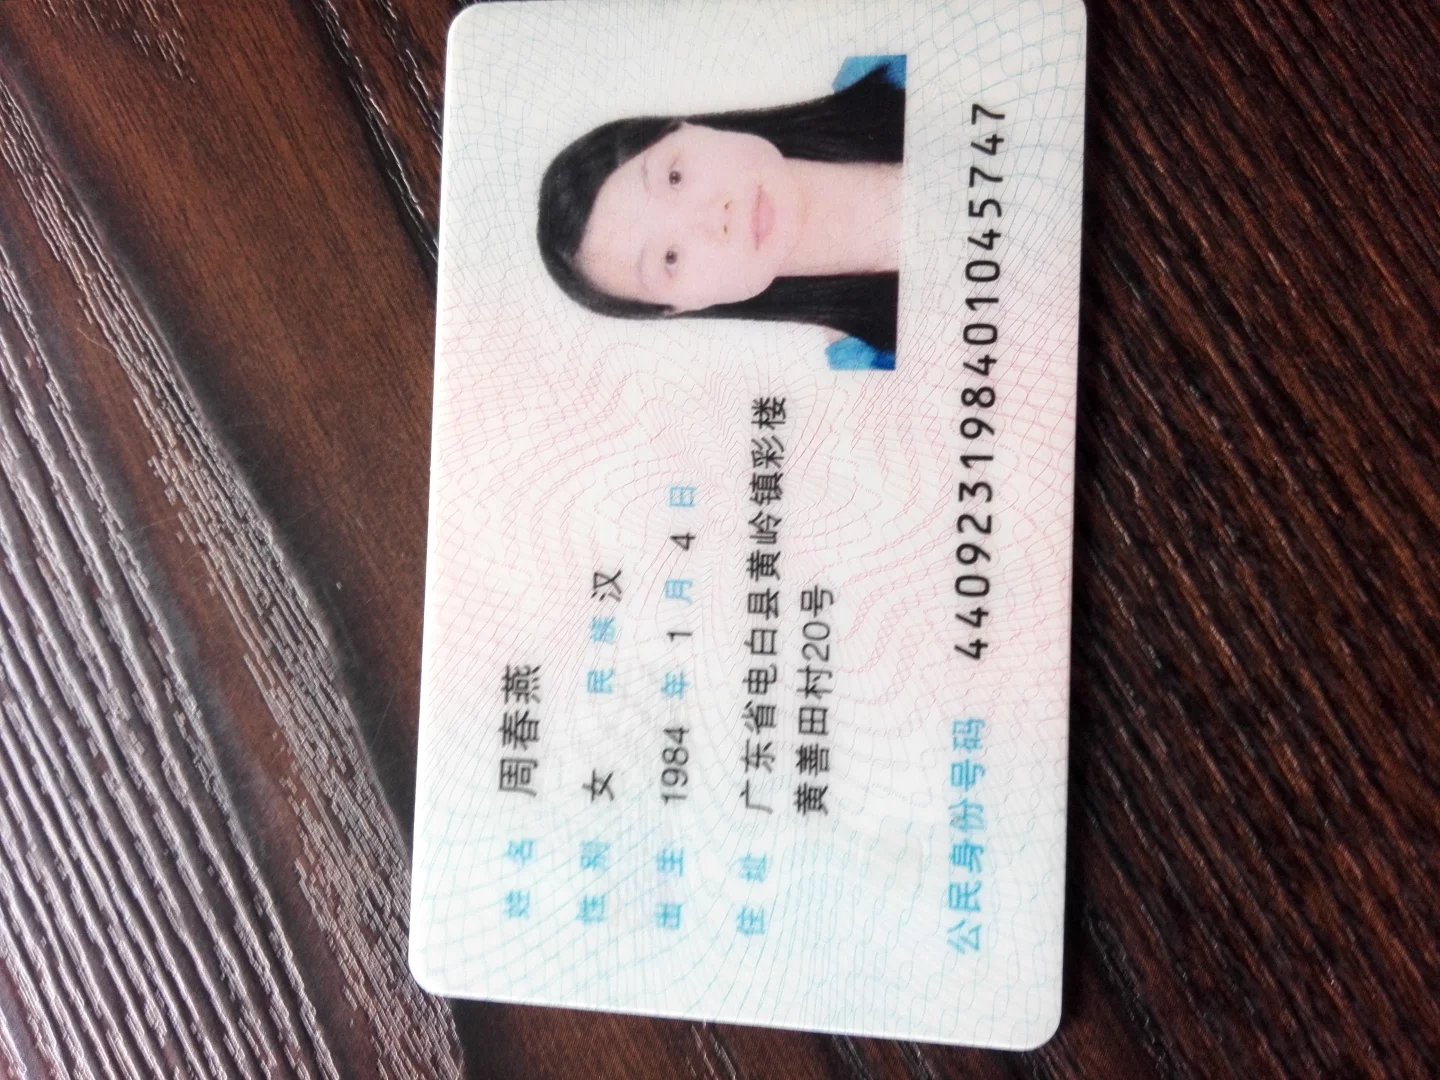 姓名 周春燕
性别 女 民族 汉
出生 1984 年 1 月 4 日
住址 广东省电白县黄岭镇彩楼
黄善田村20号
公民身份号码 440923198401045747